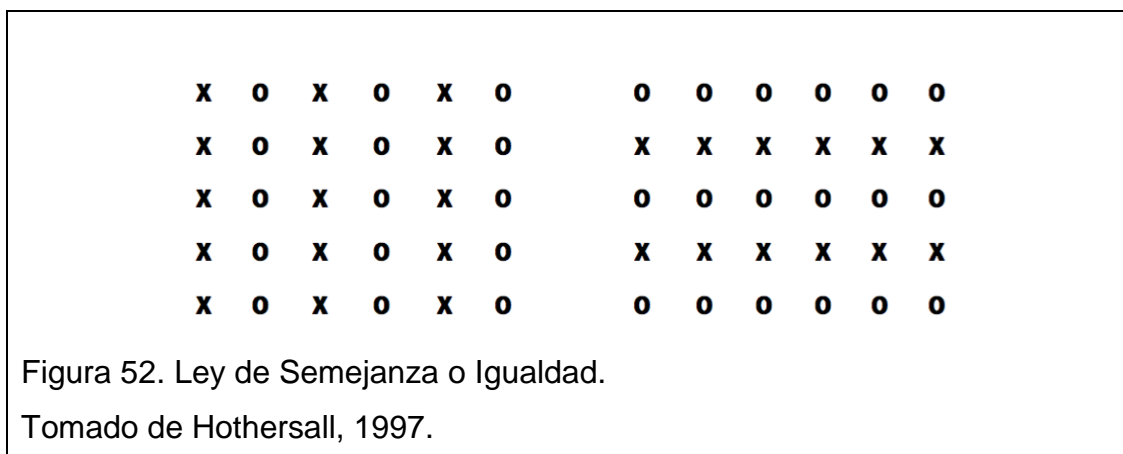 X O X O X O O O O O O O
X O X O X O X X X X X X
X O X O X O O O O O O O
X O X O X O X X X X X X
X O X O X O O O O O O O
Figura 52. Ley de Semejanza o Igualdad.
Tomado de Hothersall, 1997.